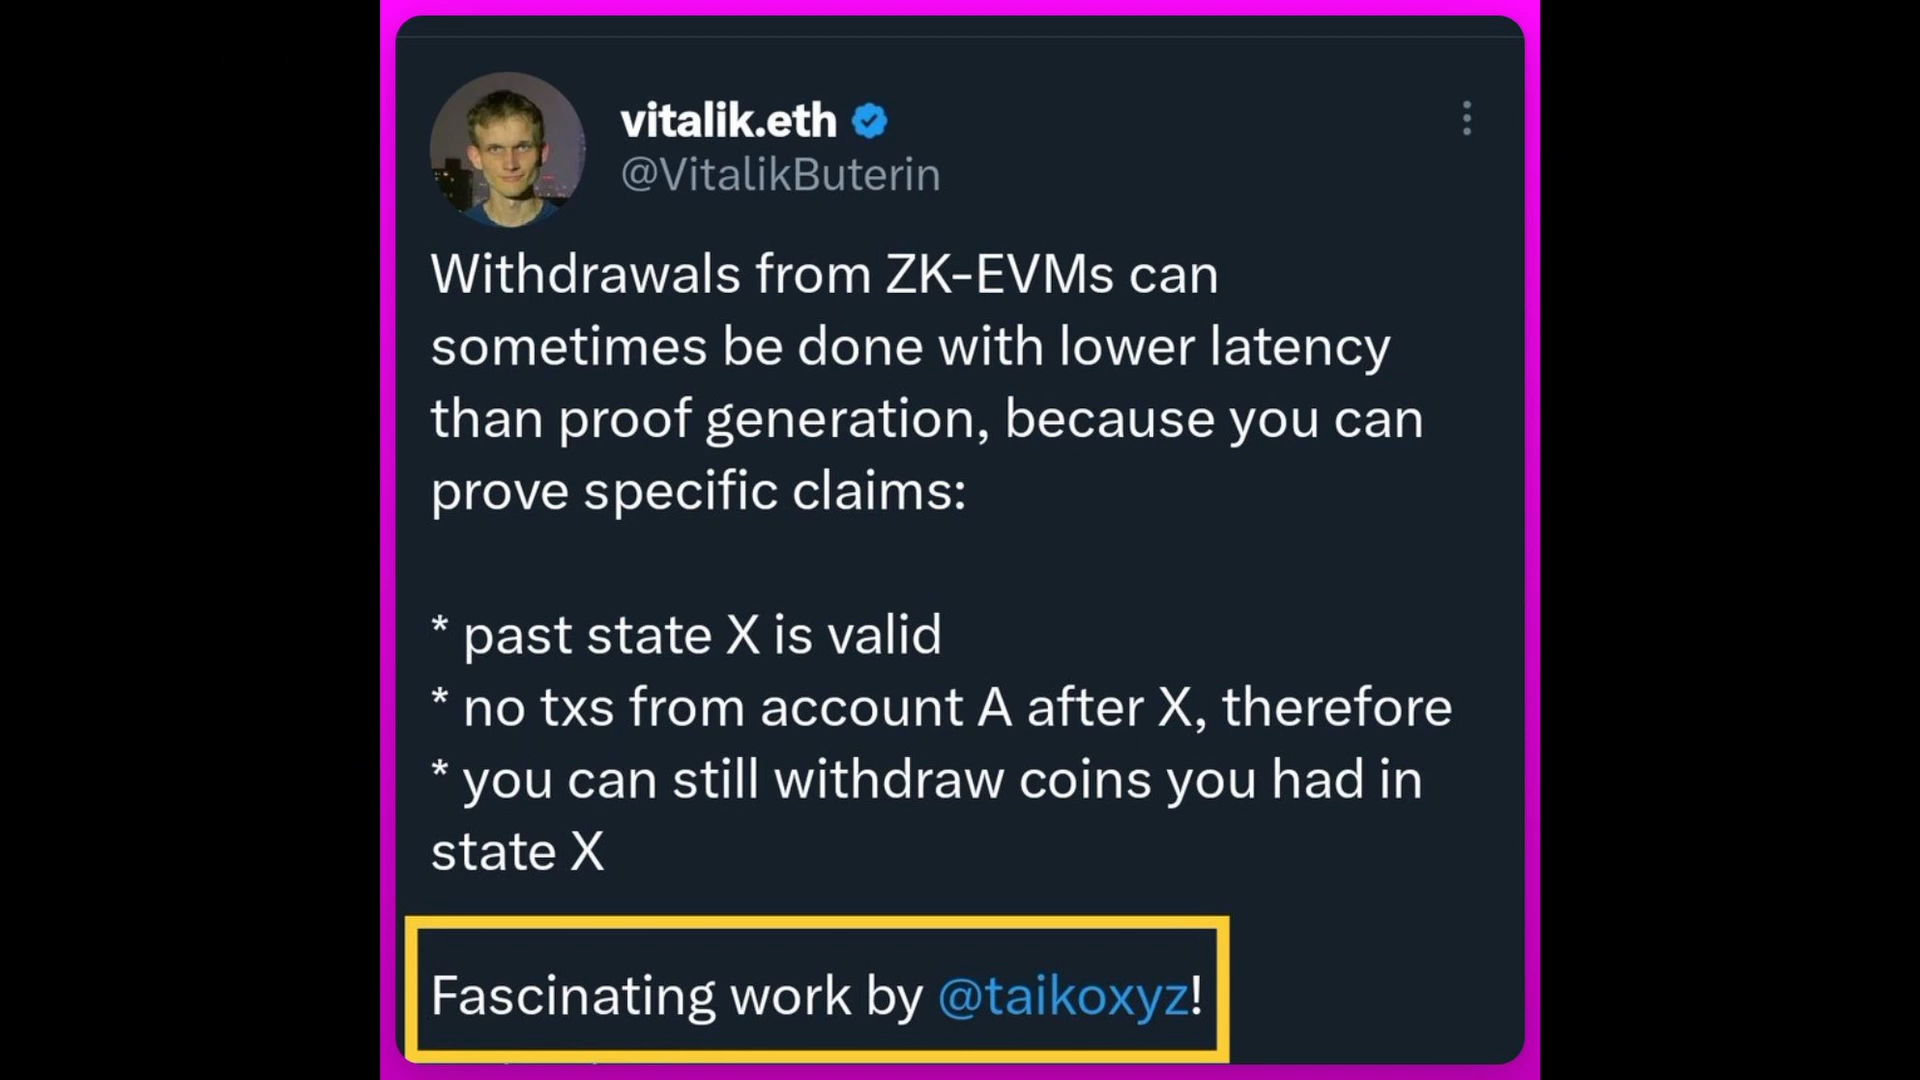 vitalik.eth
@VitalikButerin
Withdrawals from ZK-EVMs can
sometimes be done with lower latency
than proof generation, because you can
prove specific claims:
* past state X is valid
* no txs from account A after X, therefore
* you can still withdraw coins you had in
state X
Fascinating work by @taikoxyz!